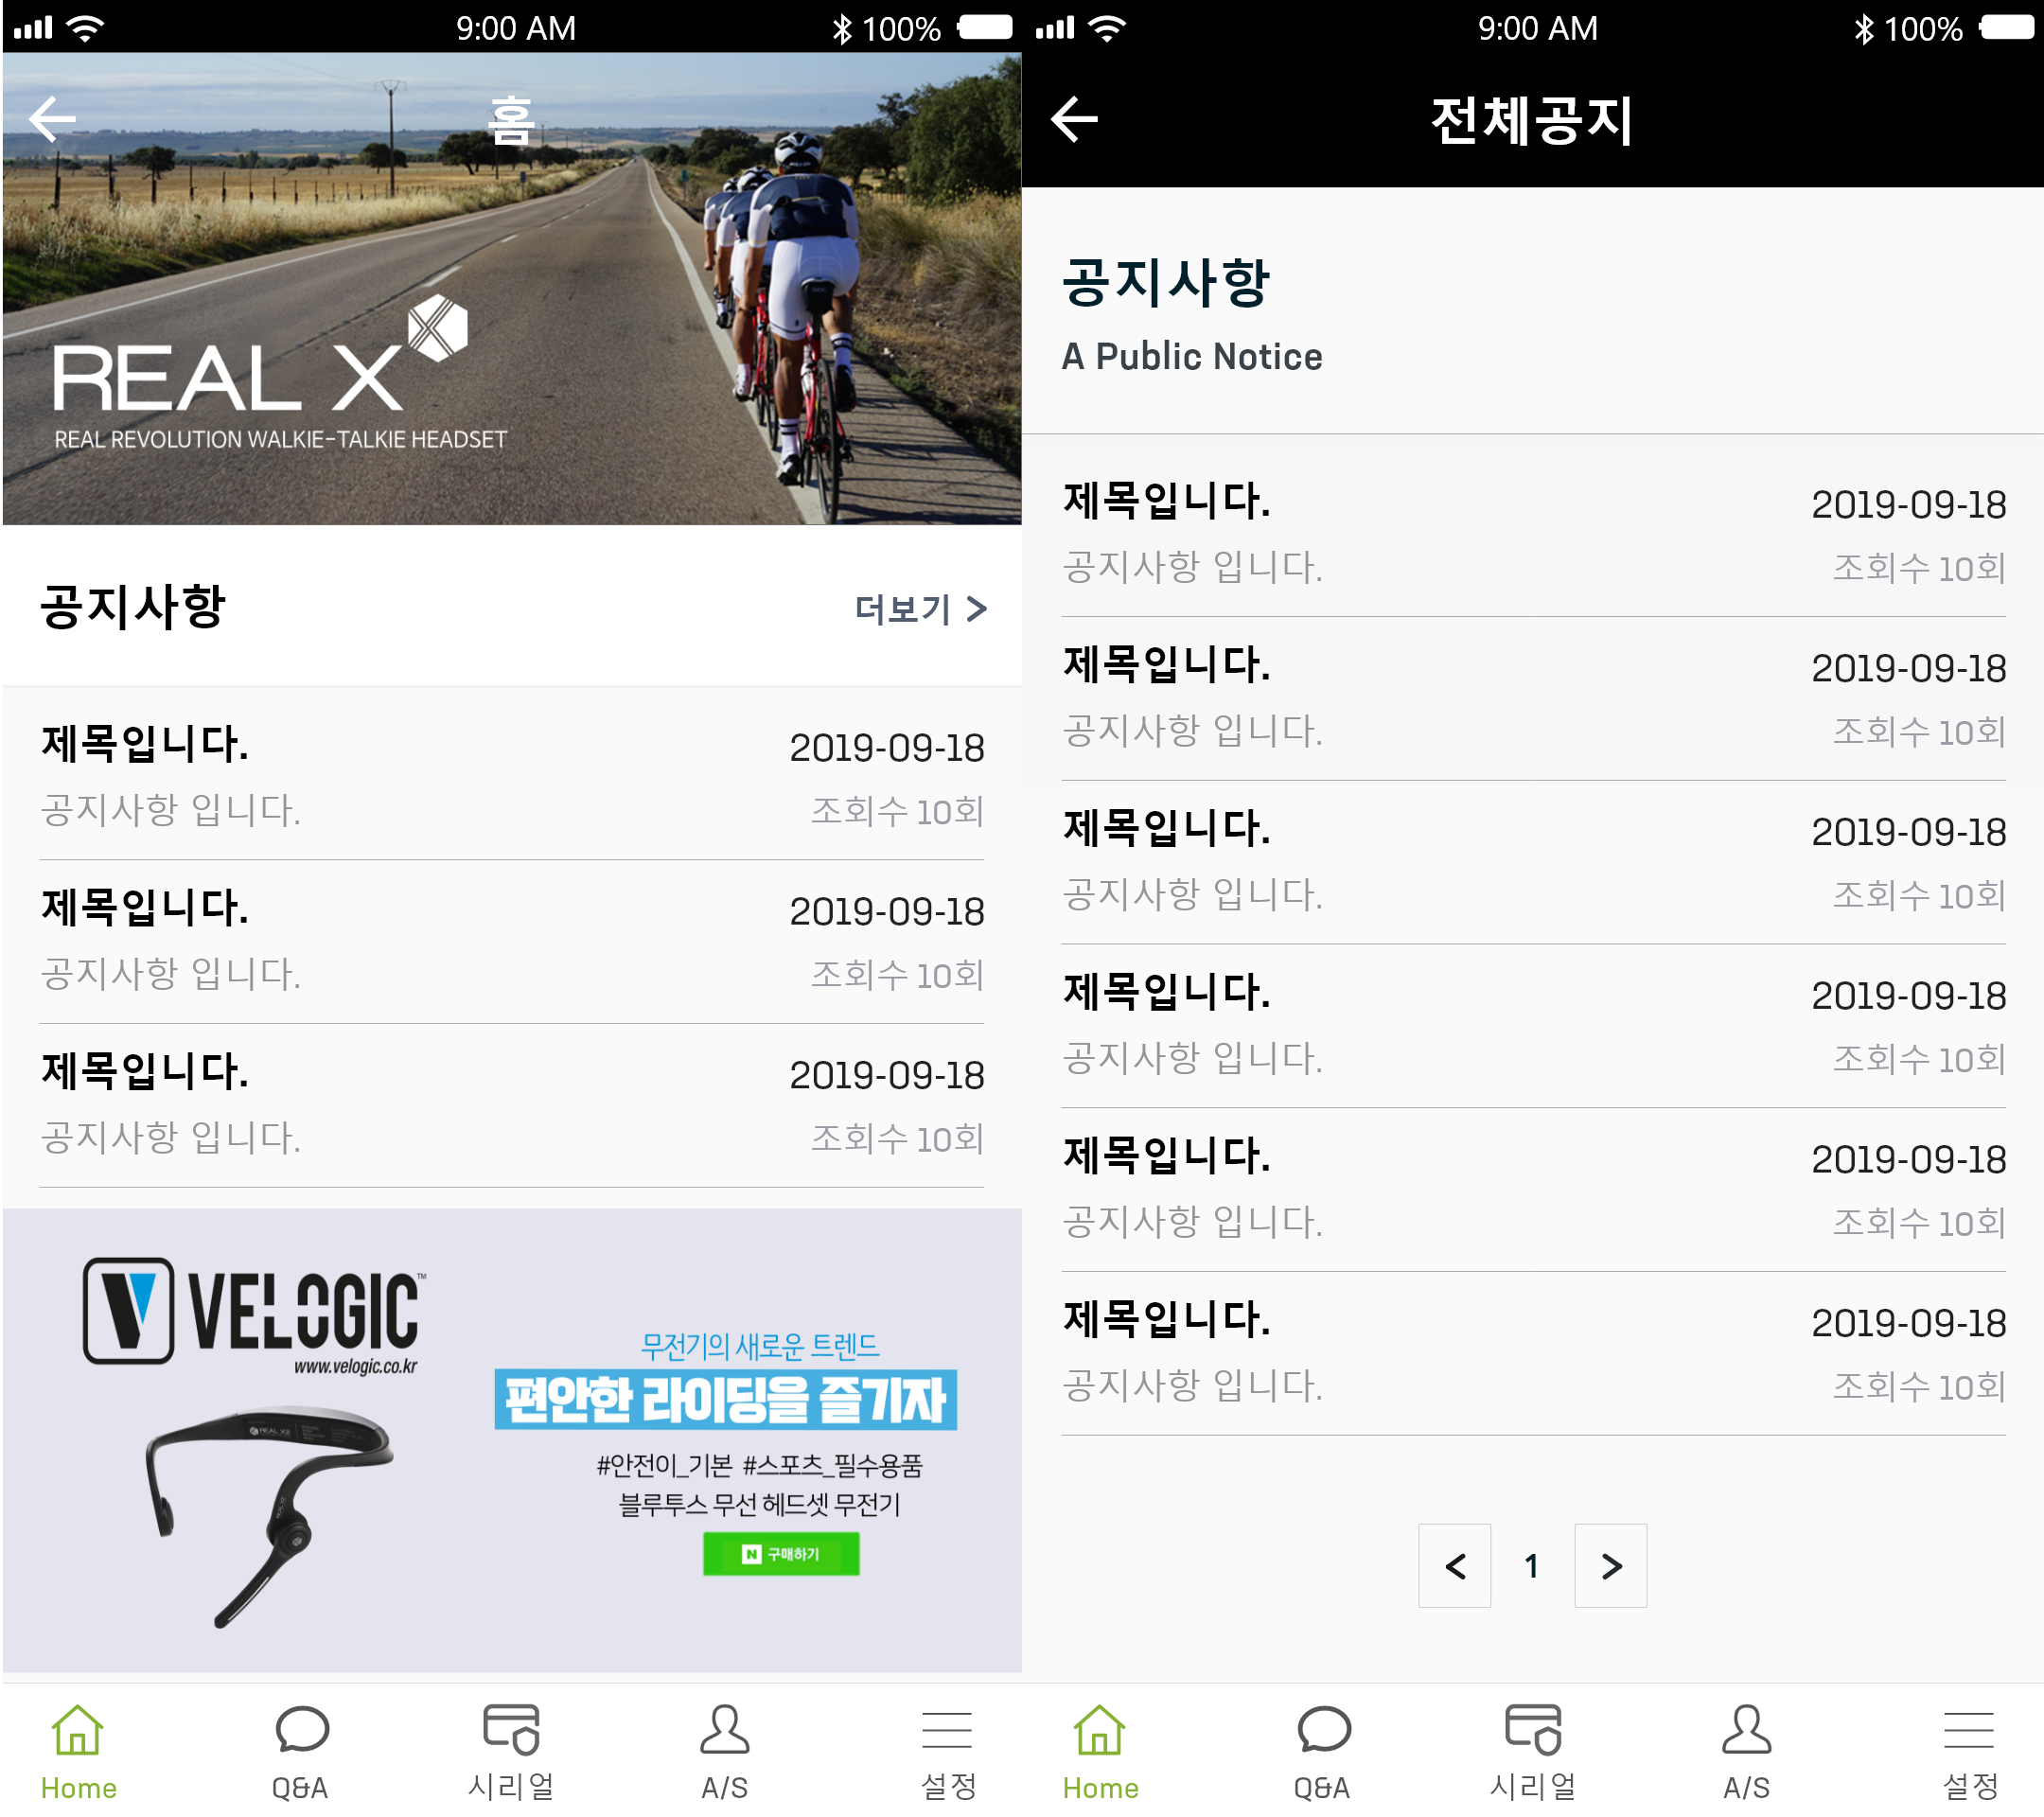 9:00 AM
100%
홈
REAL X
REAL REVOLUTION WALKIE-TALKIE HEADSET
공지사항
더보기 >
제목입니다.
2019-09-18
공지사항 입니다.
조회수 10회
제목입니다.
2019-09-18
공지사항 입니다.
조회수 10회
제목입니다.
2019-09-18
공지사항 입니다.
조회수 10회
VELOGIC™
www.velogic.co.kr
REAL X2
무전기의 새로운 트렌드
편안한 라이딩을 즐기자
#안전이_기본 #스포츠_필수용품
블루투스 무선 헤드셋 무전기
N 구매하기
Home
Q&A
시리얼
A/S
설정
9:00 AM
100%
전체공지
공지사항
A Public Notice
제목입니다.
2019-09-18
공지사항 입니다.
조회수 10회
제목입니다.
2019-09-18
공지사항 입니다.
조회수 10회
제목입니다.
2019-09-18
공지사항 입니다.
조회수 10회
제목입니다.
2019-09-18
공지사항 입니다.
조회수 10회
제목입니다.
2019-09-18
공지사항 입니다.
조회수 10회
제목입니다.
2019-09-18
공지사항 입니다.
조회수 10회
< 1 >
Home
Q&A
시리얼
A/S
설정